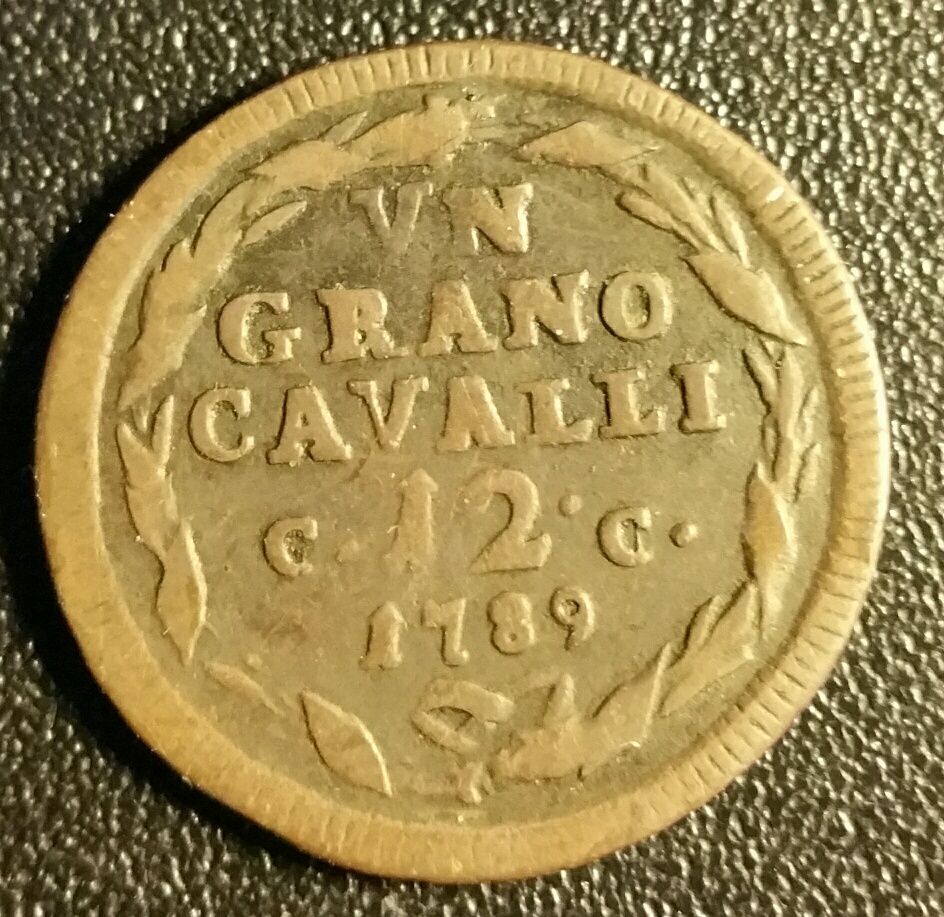 VN
GRANO
CAVALLI
C·12·C·
1789